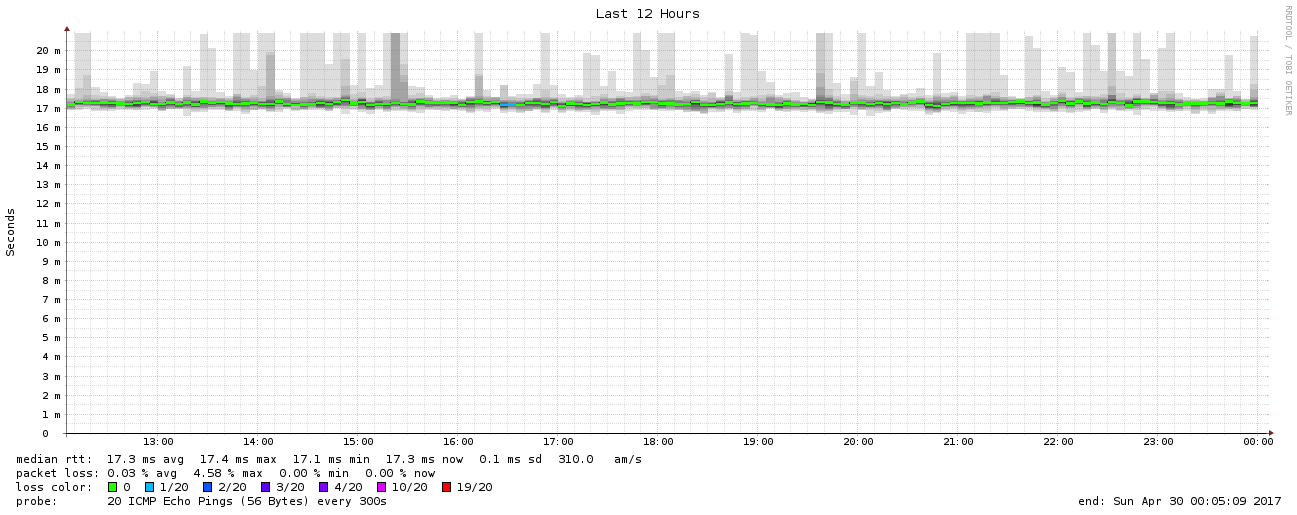 Last 12 Hours
RRDTOOL / TOBI OETIKER
Seconds
20 m
19 m
18 m
17 m
16 m
15 m
14 m
13 m
12 m
11 m
10 m
9 m
8 m
7 m
6 m
5 m
4 m
3 m
2 m
1 m
0
13:00 14:00 15:00 16:00 17:00 18:00 19:00 20:00 21:00 22:00 23:00 00:00
median rtt: 17.3 ms avg 17.4 ms max 17.1 ms min 17.3 ms now 0.1 ms sd 310.0 am/s
packet loss: 0.03 % avg 4.58 % max 0.00 % min 0.00 % now
loss color: 0 1/20 2/20 3/20 4/20 10/20 19/20
probe: 20 ICMP Echo Pings (56 Bytes) every 300s end: Sun Apr 30 00:05:09 2017